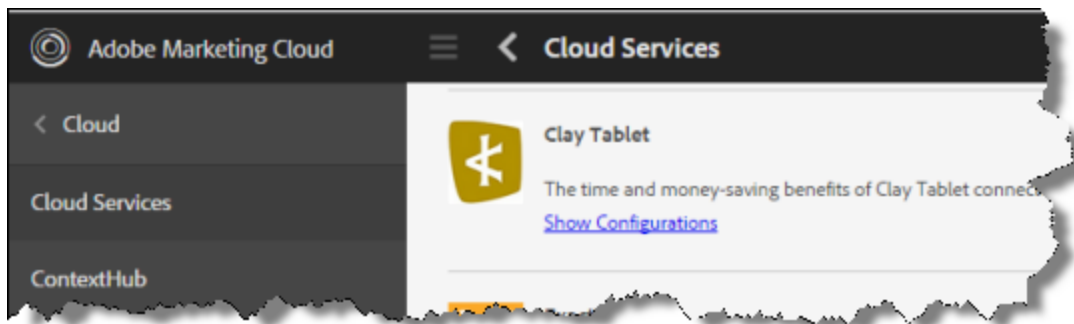 Adobe Marketing Cloud
Cloud Services
Cloud
Cloud Services
ContextHub
Clay Tablet
The time and money-saving benefits of Clay Tablet
Show Configurations